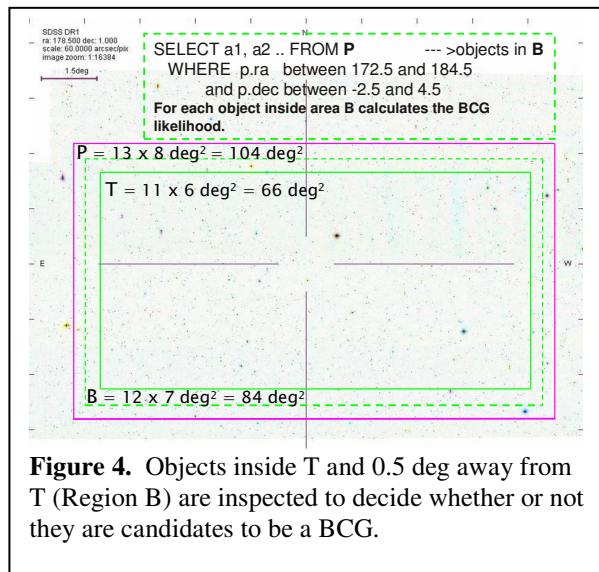 SDSS DR1
ra: 178.500 dec: 1.000
scale: 60.0000 arcsec/pix
image zoom: 1:16384
1.5deg
N
SELECT a1, a2 .. FROM P --- >objects in B
WHERE p.ra between 172.5 and 184.5
and p.dec between -2.5 and 4.5
For each object inside area B calculates the BCG
likelihood.
P = 13 x 8 deg² = 104 deg²
T = 11 x 6 deg² = 66 deg²
E
W
B = 12 x 7 deg² = 84 deg²
Figure 4. Objects inside T and 0.5 deg away from
T (Region B) are inspected to decide whether or not
they are candidates to be a BCG.